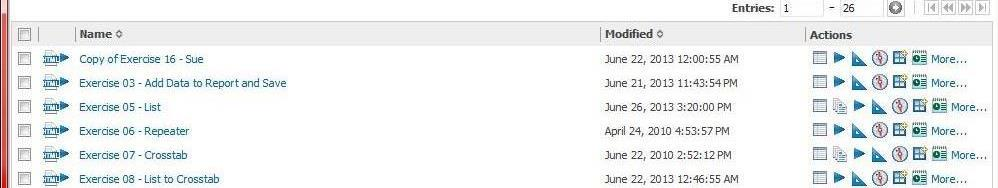 Entries: 1 - 26
Name Modified Actions
Copy of Exercise 16 - Sue June 22, 2013 12:00:55 AM More...
Exercise 03 - Add Data to Report and Save June 21, 2013 11:43:54 PM More...
Exercise 05 - List June 26, 2013 3:20:00 PM More...
Exercise 06 - Repeater April 24, 2010 4:53:57 PM More...
Exercise 07 - Crosstab June 22, 2010 2:52:12 PM More...
Exercise 08 - List to Crosstab June 22, 2013 12:46:55 AM More...